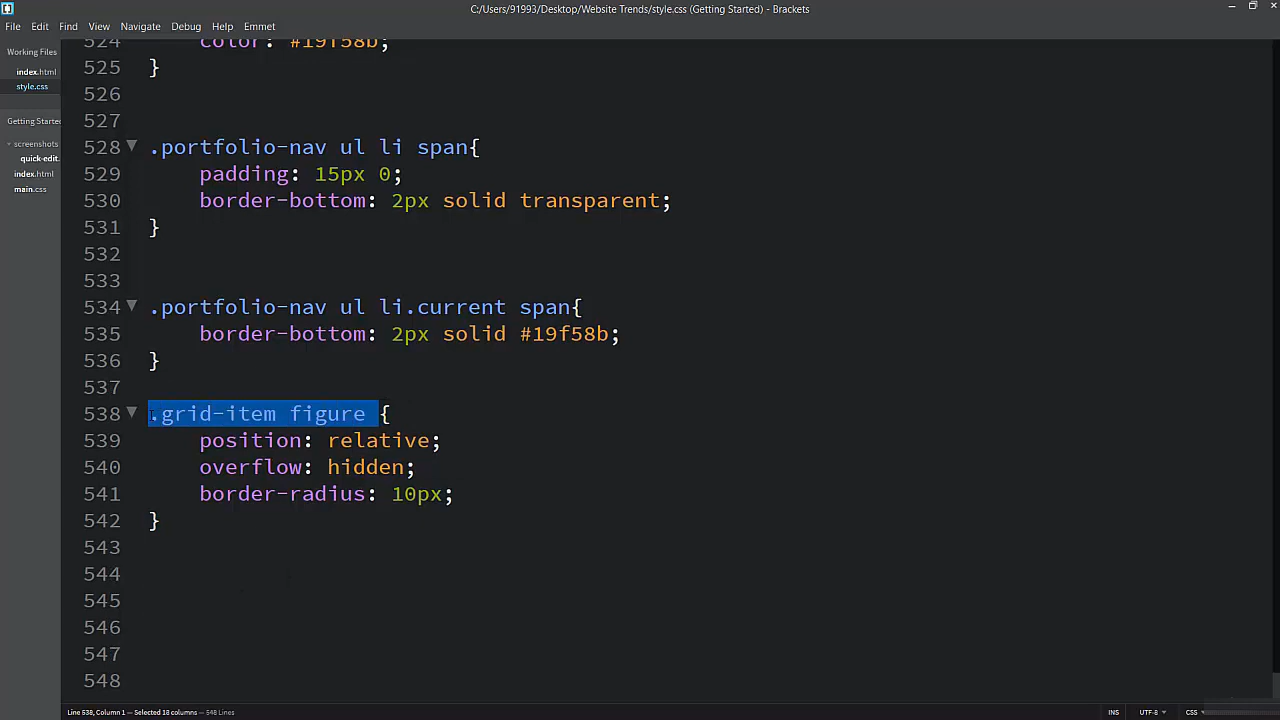 C:/Users/91993/Desktop/Website Trends/style.css (Getting Started) - Brackets
File Edit Find View Navigate Debug Help Emmet
Working Files
index.html
style.css
Getting Started
screenshots
quick-edit.
index.html
main.css
524 color: #19f58b;
525 }
526
527
528 .portfolio-nav ul li span{
529 padding: 15px 0;
530 border-bottom: 2px solid transparent;
531 }
532
533
534 .portfolio-nav ul li.current span{
535 border-bottom: 2px solid #19f58b;
536 }
537
538 .grid-item figure {
539 position: relative;
540 overflow: hidden;
541 border-radius: 10px;
542 }
543
544
545
546
547
548
Line 538, Column 1 — Selected 18 columns — 548 Lines
INS UTF-8 CSS